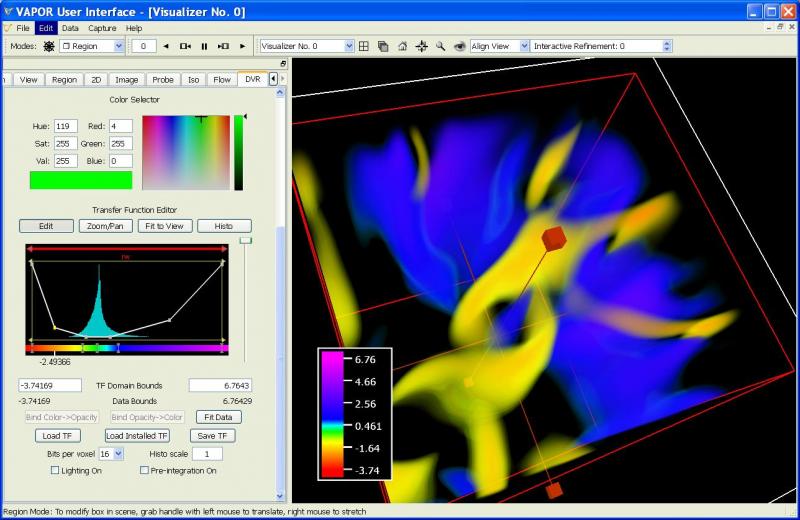 VAPOR User Interface - [Visualizer No. 0]
File Edit Data Capture Help
Modes: Region 0 Visualizer No. 0 Align View Interactive Refinement: 0
n View Region 2D Image Probe Iso Flow DVR
Color Selector
Hue: 119 Red: 4
Sat: 255 Green: 255
Val: 255 Blue: 0
Transfer Function Editor
Edit Zoom/Pan Fit to View Histo
rw
-2.49366
-3.74169 TF Domain Bounds 6.7643
-3.74169 Data Bounds 6.76429
Bind Color->Opacity Bind Opacity->Color Fit Data
Load TF Load Installed TF Save TF
Bits per voxel 16 Histo scale 1
Lighting On Pre-integration On
6.76
4.66
2.56
0.461
-1.64
-3.74
Region Mode: To modify box in scene, grab handle with left mouse to translate, right mouse to stretch